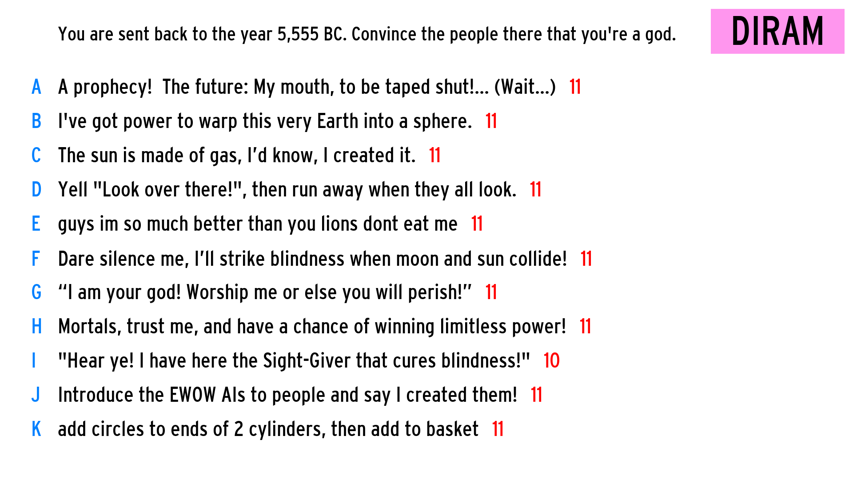 You are sent back to the year 5,555 BC. Convince the people there that you're a god.
DIRAM
A A prophecy! The future: My mouth, to be taped shut!... (Wait...) 11
B I've got power to warp this very Earth into a sphere. 11
C The sun is made of gas, I’d know, I created it. 11
D Yell "Look over there!", then run away when they all look. 11
E guys im so much better than you lions dont eat me 11
F Dare silence me, I’ll strike blindness when moon and sun collide! 11
G “I am your god! Worship me or else you will perish!” 11
H Mortals, trust me, and have a chance of winning limitless power! 11
I "Hear ye! I have here the Sight-Giver that cures blindness!" 10
J Introduce the EWOW AIs to people and say I created them! 11
K add circles to ends of 2 cylinders, then add to basket 11